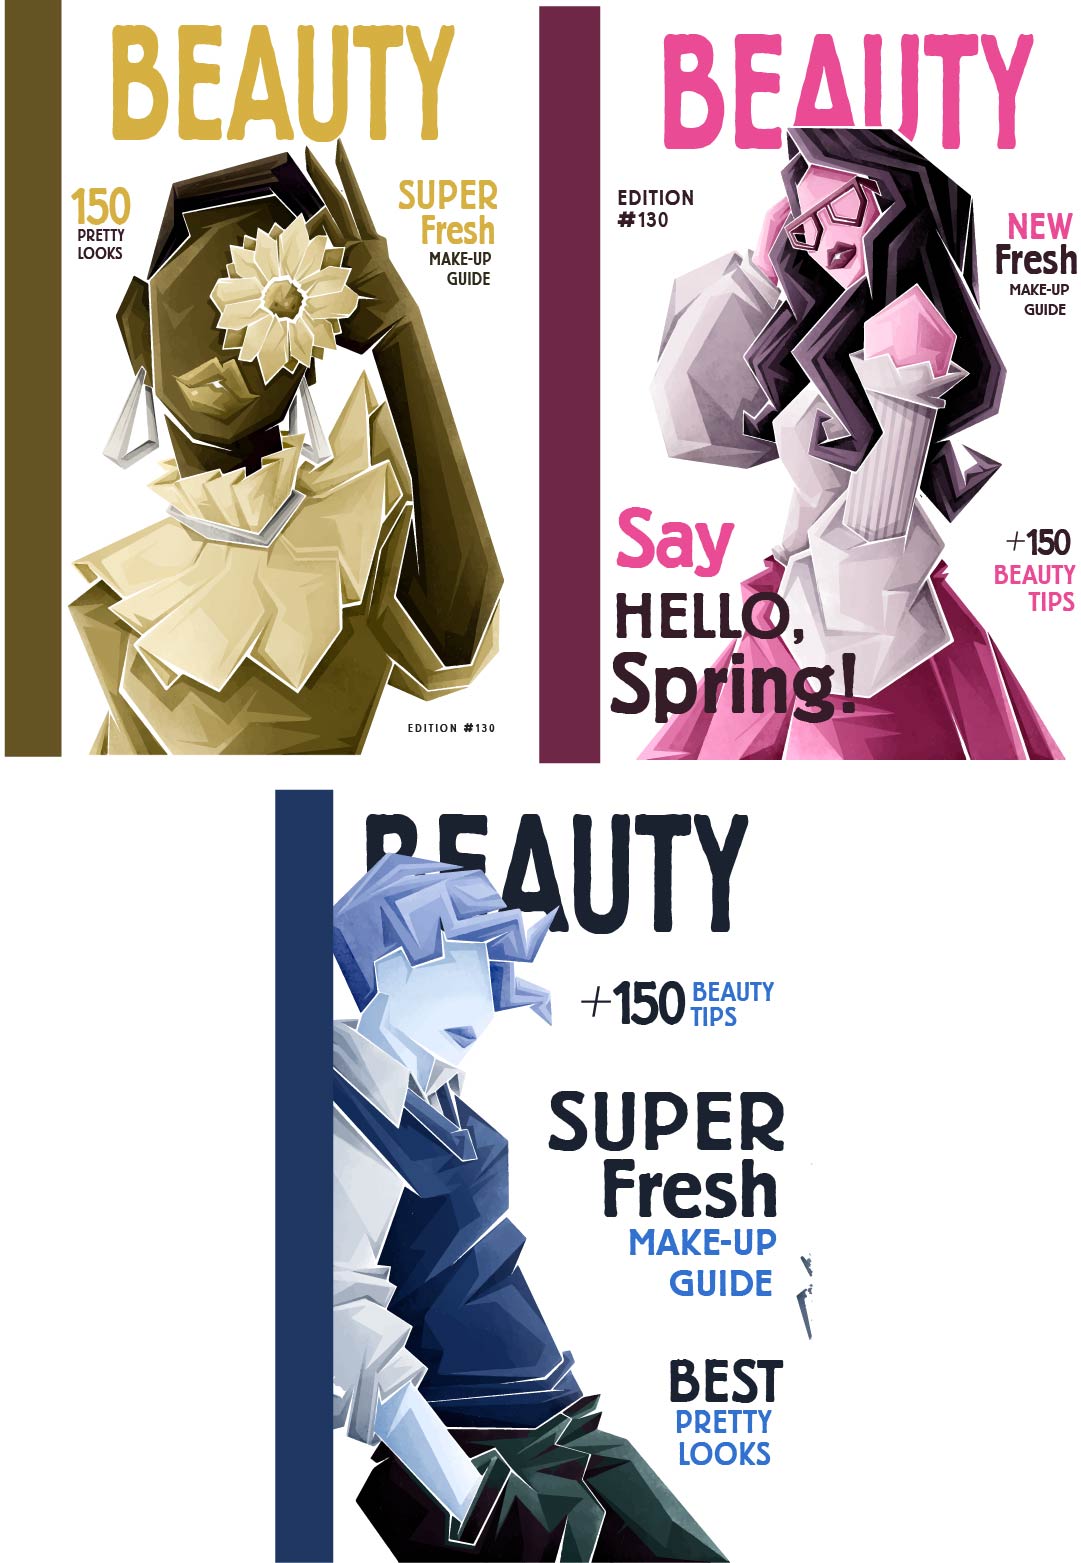 BEAUTY
150
PRETTY
LOOKS
SUPER
Fresh
MAKE-UP
GUIDE
EDITION #130
BEAUTY
EDITION
#130
NEW
Fresh
MAKE-UP
GUIDE
Say
HELLO,
Spring!
+150
BEAUTY
TIPS
BEAUTY
+150 BEAUTY
TIPS
SUPER
Fresh
MAKE-UP
GUIDE
BEST
PRETTY
LOOKS